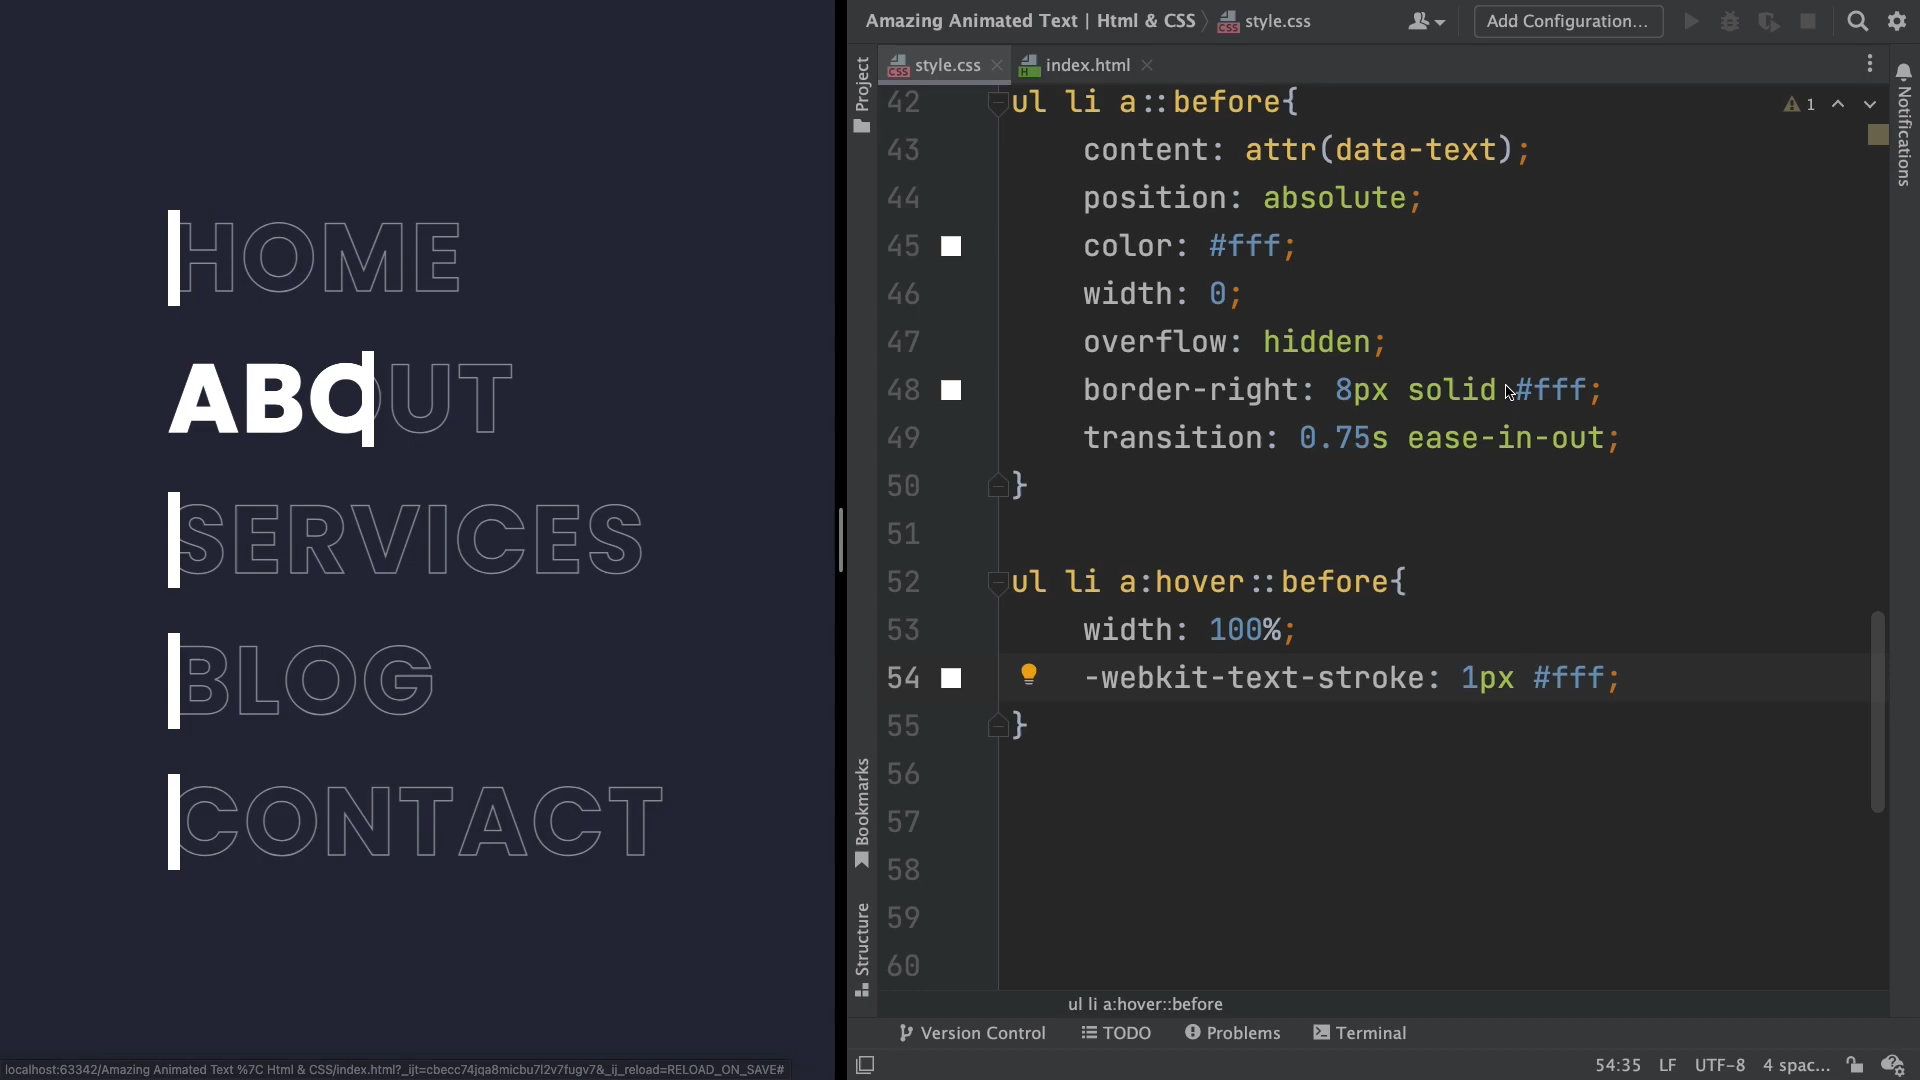 HOME
ABOUT
SERVICES
BLOG
CONTACT
localhost:63342/Amazing Animated Text %7C Html & CSS/index.html?_ijt=cbecc74jqa8micbu7l2v7fugv7&_ij_reload=RELOAD_ON_SAVE#
Amazing Animated Text | Html & CSS
style.css
Add Configuration...
Project
style.css
index.html
Notifications
1
42 ul li a::before{
43 content: attr(data-text);
44 position: absolute;
45 color: #fff;
46 width: 0;
47 overflow: hidden;
48 border-right: 8px solid #fff;
49 transition: 0.75s ease-in-out;
50 }
51
52 ul li a:hover::before{
53 width: 100%;
54 -webkit-text-stroke: 1px #fff;
55 }
56
57
58
59
60
Bookmarks
Structure
ul li a:hover::before
Version Control
TODO
Problems
Terminal
54:35 LF UTF-8 4 spac...